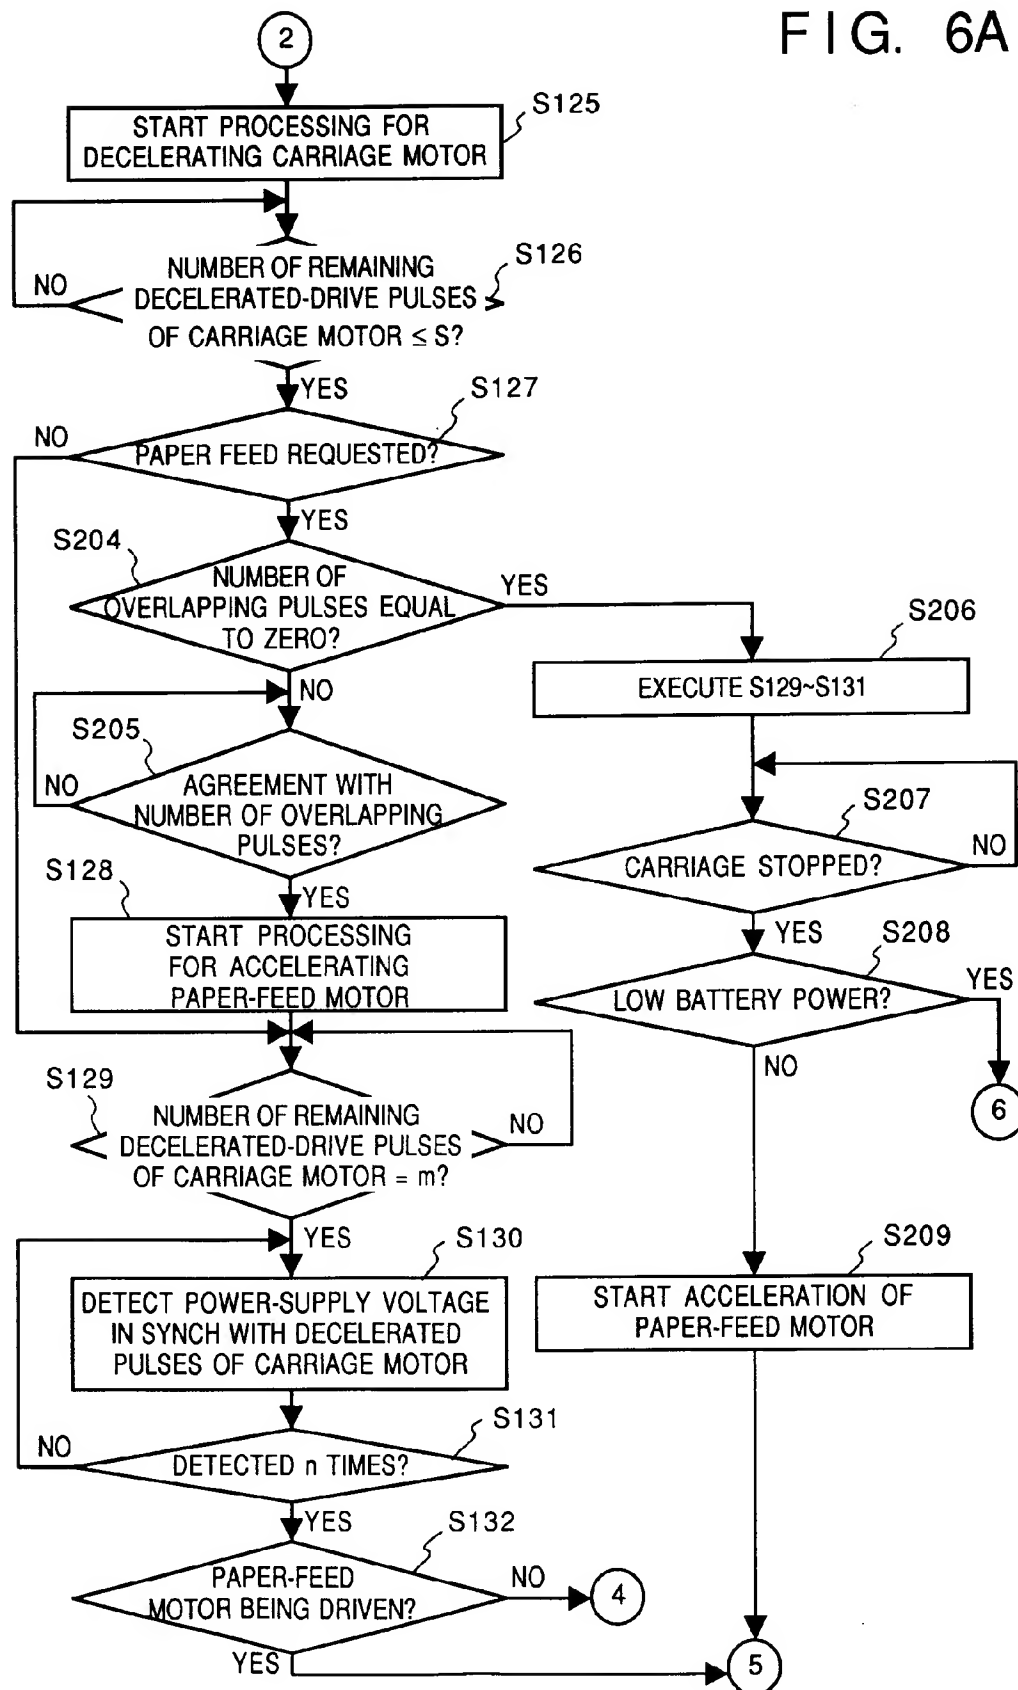 FIG. 6A
2
S125
START PROCESSING FOR
DECELERATING CARRIAGE MOTOR
S126
NUMBER OF REMAINING
DECELERATED-DRIVE PULSES
OF CARRIAGE MOTOR ≤ S?
NO
YES
S127
NO
PAPER FEED REQUESTED?
YES
S204
NUMBER OF
OVERLAPPING PULSES EQUAL
TO ZERO?
YES
NO
S206
EXECUTE S129~S131
S205
AGREEMENT WITH
NUMBER OF OVERLAPPING
PULSES?
NO
YES
S207
CARRIAGE STOPPED?
NO
YES
S128
START PROCESSING
FOR ACCELERATING
PAPER-FEED MOTOR
S208
LOW BATTERY POWER?
YES
NO
6
S129
NUMBER OF REMAINING
DECELERATED-DRIVE PULSES
OF CARRIAGE MOTOR = m?
NO
YES
S130
DETECT POWER-SUPPLY VOLTAGE
IN SYNCH WITH DECELERATED
PULSES OF CARRIAGE MOTOR
S209
START ACCELERATION OF
PAPER-FEED MOTOR
S131
NO
DETECTED n TIMES?
YES
S132
PAPER-FEED
MOTOR BEING DRIVEN?
NO
4
YES
5